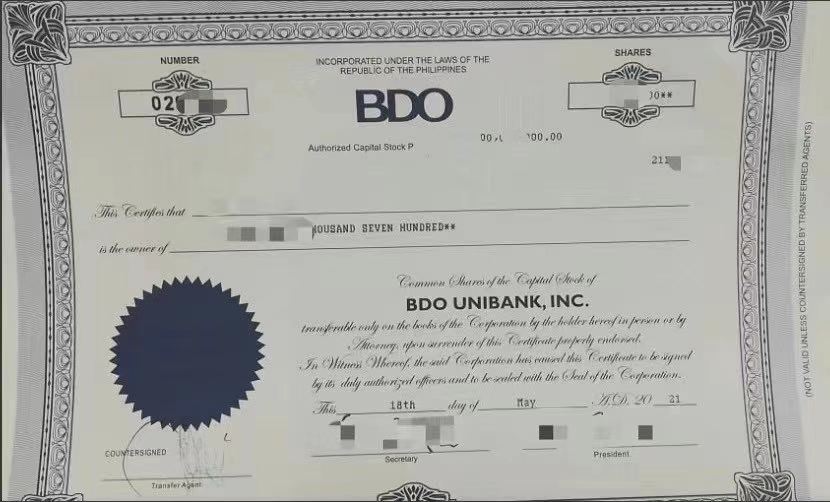 NUMBER
INCORPORATED UNDER THE LAWS OF THE
REPUBLIC OF THE PHILIPPINES
SHARES
02
BDO
0**
Authorized Capital Stock P
00,
00.00
211
This Certifies that
HOUSAND SEVEN HUNDRED**
is the owner of
Common Shares of the Capital Stock of
BDO UNIBANK, INC.
transferable only on the books of the Corporation by the holder hereof in person or by
Attorney, upon surrender of this Certificate properly endorsed.
In Witness Whereof, the said Corporation has caused this Certificate to be signed
by its duly authorized officers and to be sealed with the Seal of the Corporation.
This 18th day of May A.D. 20 21
COUNTERSIGNED
Secretary
President
Transfer Agent
(NOT VALID UNLESS COUNTERSIGNED BY TRANSFERRED AGENTS)